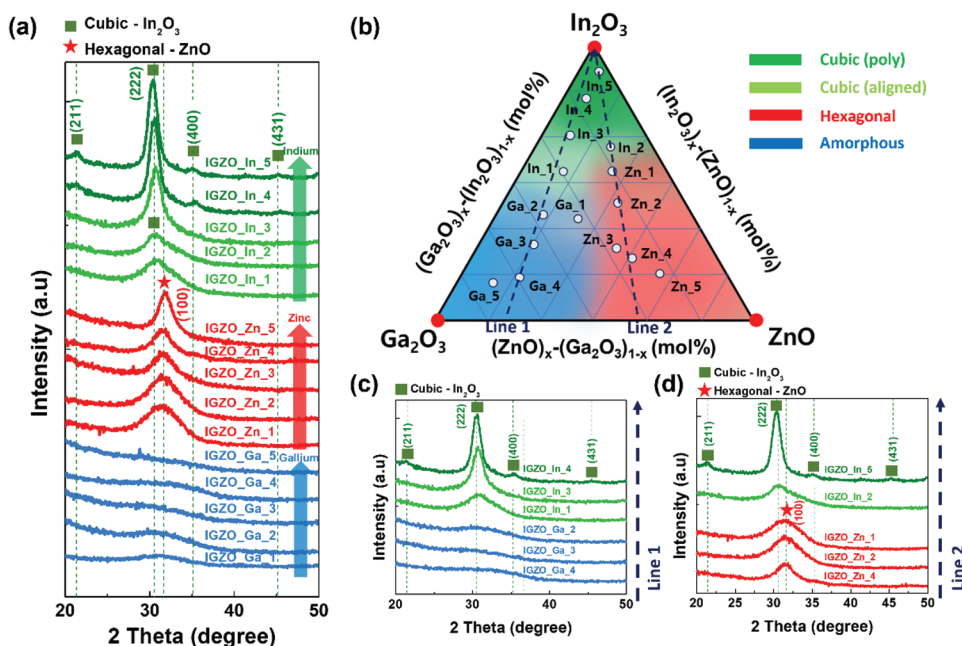 (a)
Cubic - In₂O₃
Hexagonal - ZnO
(211)
(222)
(400)
(431)
Indium
IGZO_In_5
IGZO_In_4
IGZO_In_3
IGZO_In_2
IGZO_In_1
(100)
Zinc
IGZO_Zn_5
IGZO_Zn_4
IGZO_Zn_3
IGZO_Zn_2
IGZO_Zn_1
Gallium
IGZO_Ga_5
IGZO_Ga_4
IGZO_Ga_3
IGZO_Ga_2
IGZO_Ga_
Intensity (a.u)
20 30 40 50
2 Theta (degree)
(b)
In₂O₃
Cubic (poly)
Cubic (aligned)
Hexagonal
Amorphous
(Ga₂O₃)ₓ-(In₂O₃)₁₋ₓ (mol%)
(In₂O₃)ₓ-(ZnO)₁₋ₓ (mol%)
In_5
In_4
In_3
In_2
In_1
Zn_1
Ga_2
Ga_1
Zn_2
Ga_3
Zn_3
Zn_4
Ga_5
Ga_4
Zn_5
Ga₂O₃
Line 1
Line 2
ZnO
(ZnO)ₓ-(Ga₂O₃)₁₋ₓ (mol%)
(c)
Cubic - In₂O₃
(211)
(222)
(400)
(431)
IGZO_In_4
IGZO_In_3
IGZO_In_1
IGZO_Ga_2
IGZO_Ga_3
IGZO_Ga_4
Intensity (a.u)
20 30 40 50
2 Theta (degree)
Line 1
(d)
Cubic - In₂O₃
Hexagonal - ZnO
(211)
(222)
(400)
(431)
IGZO_In_5
IGZO_In_2
(100)
IGZO_Zn_1
IGZO_Zn_2
IGZO_Zn_4
Intensity (a.u)
20 25 30 35 40 45 50
2 Theta (degree)
Line 2